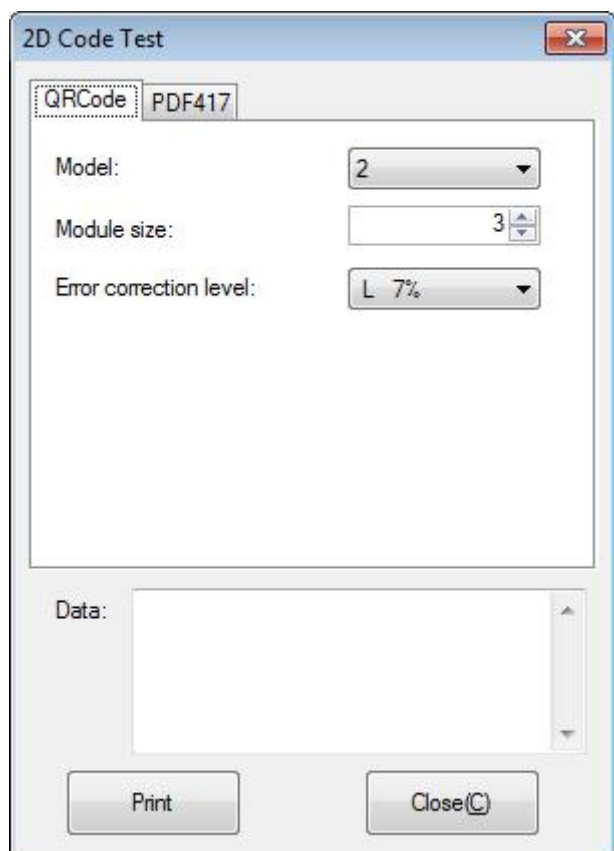 2D Code Test
QRCode PDF417
Model: 2
Module size: 3
Error correction level: L 7%
Data:
Print Close(C)